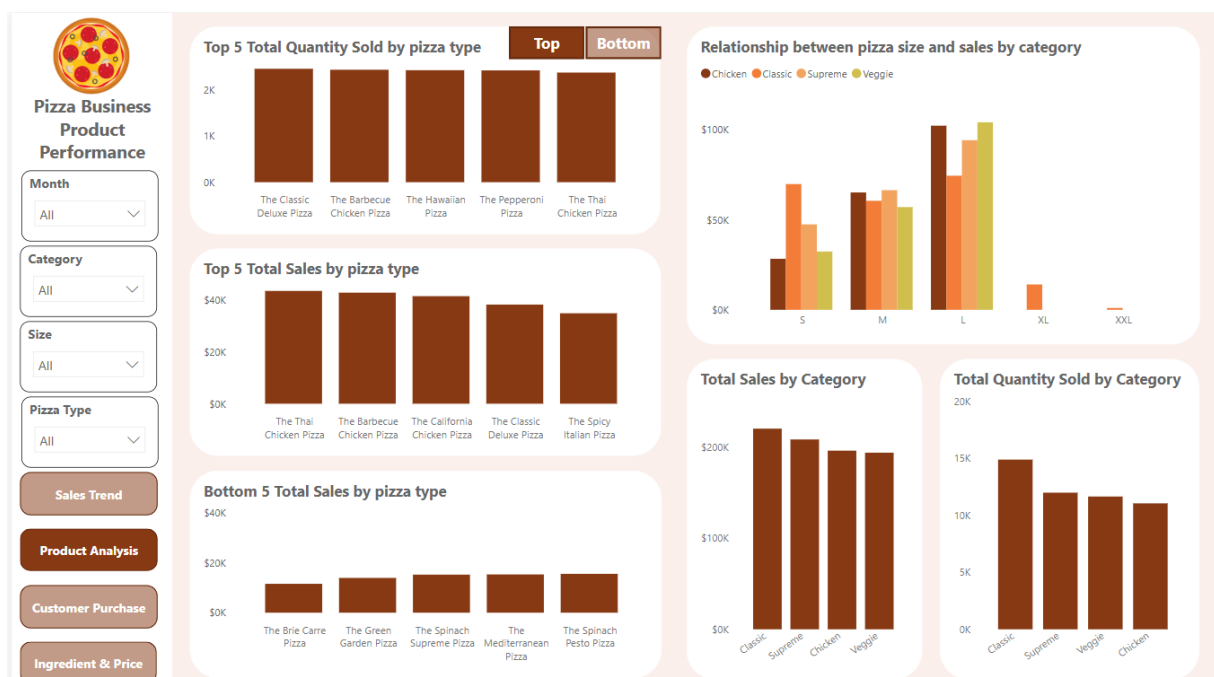 Pizza Business
Product
Performance
Month
All
Category
All
Size
All
Pizza Type
All
Sales Trend
Product Analysis
Customer Purchase
Ingredient & Price
Top 5 Total Quantity Sold by pizza type
Top
Bottom
2K
1K
0K
The Classic
Deluxe Pizza
The Barbecue
Chicken Pizza
The Hawaiian
Pizza
The Pepperoni
Pizza
The Thai
Chicken Pizza
Top 5 Total Sales by pizza type
$40K
$20K
$0K
The Thai
Chicken Pizza
The Barbecue
Chicken Pizza
The California
Chicken Pizza
The Classic
Deluxe Pizza
The Spicy
Italian Pizza
Bottom 5 Total Sales by pizza type
$40K
$20K
$0K
The Brie Carre
Pizza
The Green
Garden Pizza
The Spinach
Supreme Pizza
The
Mediterranean
Pizza
The Spinach
Pesto Pizza
Relationship between pizza size and sales by category
Chicken Classic Supreme Veggie
$100K
$50K
$0K
S M L XL XXL
Total Sales by Category
$200K
$100K
$0K
Classic
Supreme
Chicken
Veggie
Total Quantity Sold by Category
20K
15K
10K
5K
0K
Classic
Supreme
Veggie
Chicken